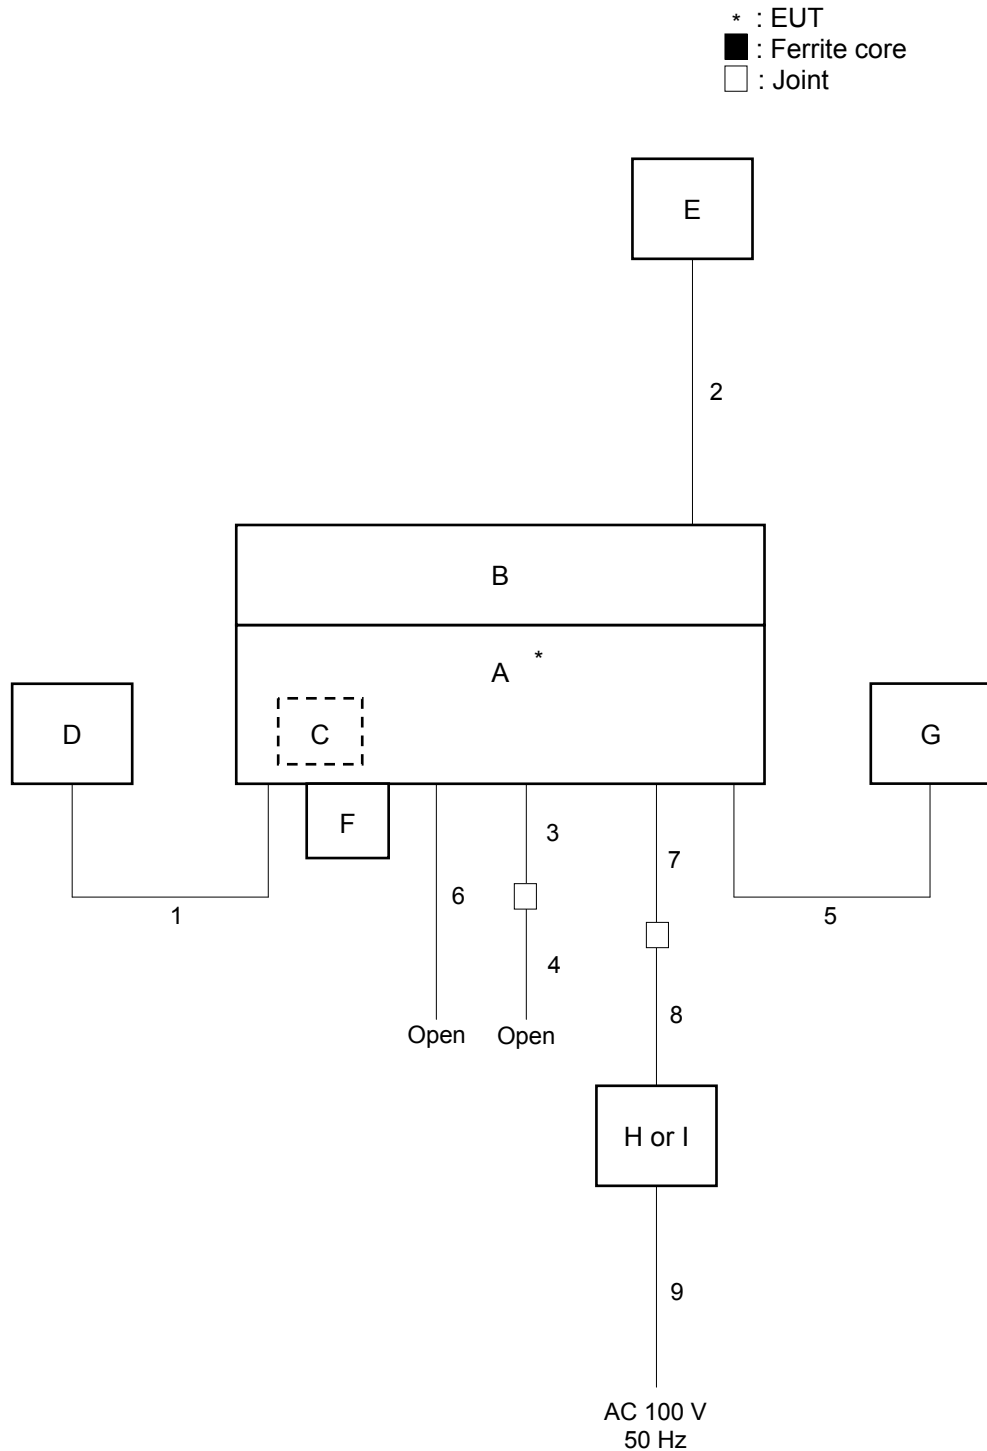 * : EUT
: Ferrite core
: Joint
E
2
B
A *
D
C
G
F
3
7
1
6
5
4
8
Open
Open
H or I
9
AC 100 V
50 Hz